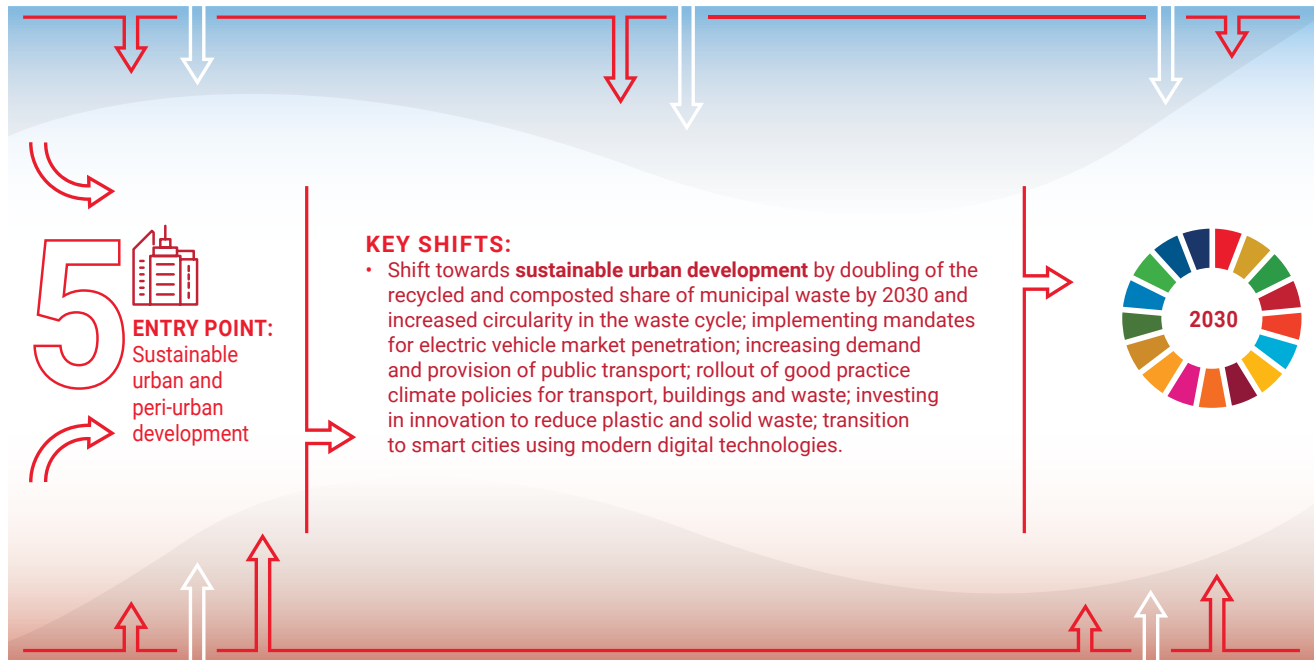 5
ENTRY POINT:
Sustainable
urban and
peri-urban
development
KEY SHIFTS:
• Shift towards sustainable urban development by doubling of the
recycled and composted share of municipal waste by 2030 and
increased circularity in the waste cycle; implementing mandates
for electric vehicle market penetration; increasing demand
and provision of public transport; rollout of good practice
climate policies for transport, buildings and waste; investing
in innovation to reduce plastic and solid waste; transition
to smart cities using modern digital technologies.
2030